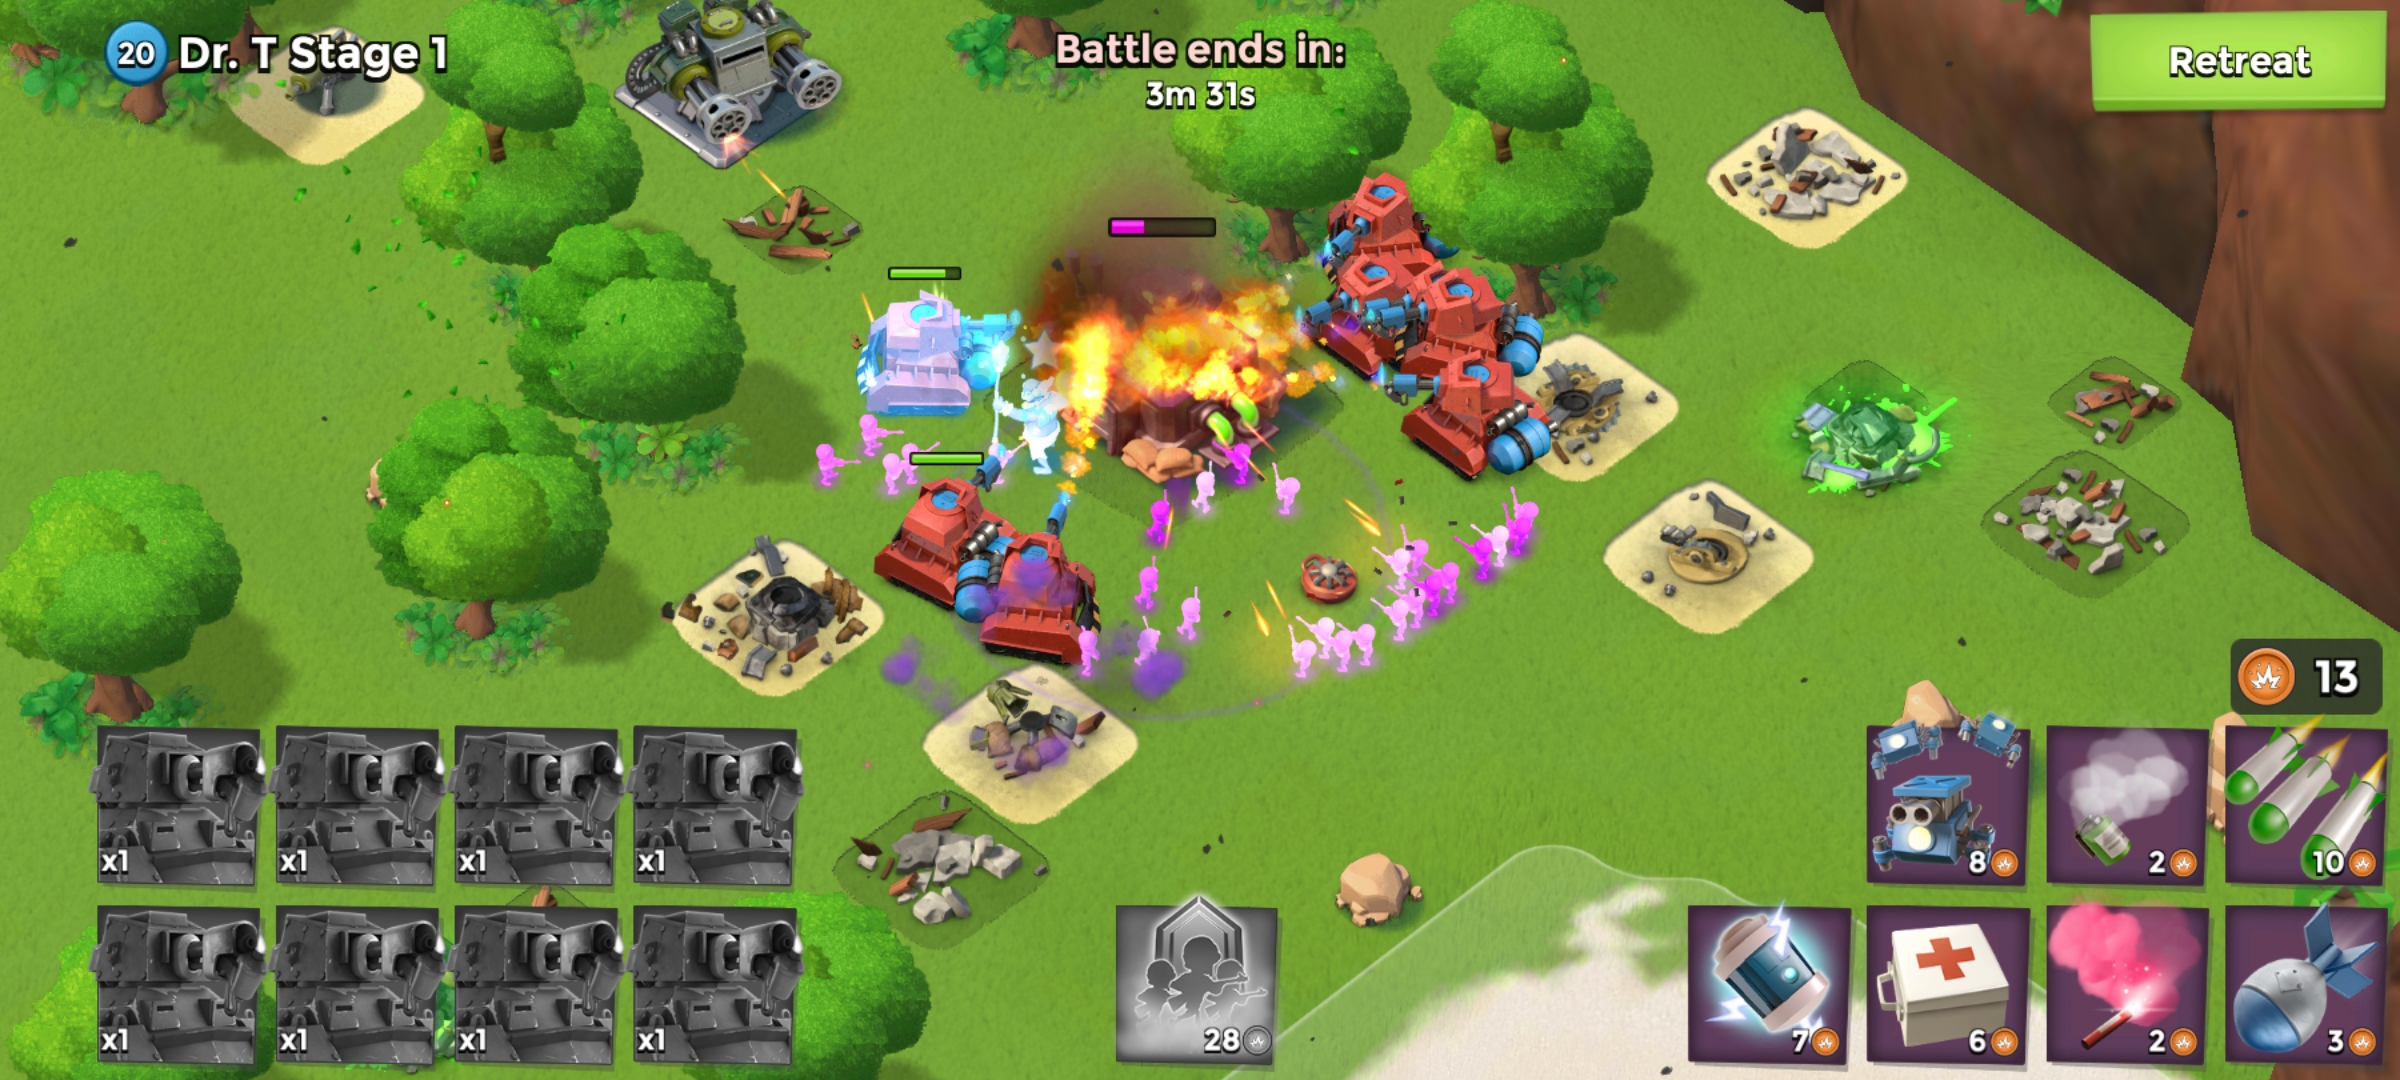 20 Dr. T Stage 1
Battle ends in:
3m 31s
Retreat
13
8
2
10
x1
x1
x1
x1
28
7
6
2
3
x1
x1
x1
x1